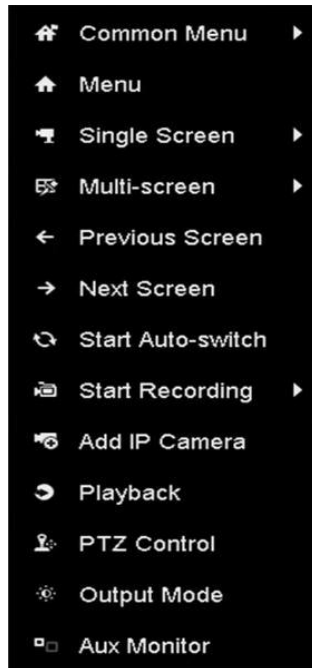 Common Menu
Menu
Single Screen
Multi-screen
Previous Screen
Next Screen
Start Auto-switch
Start Recording
Add IP Camera
Playback
PTZ Control
Output Mode
Aux Monitor